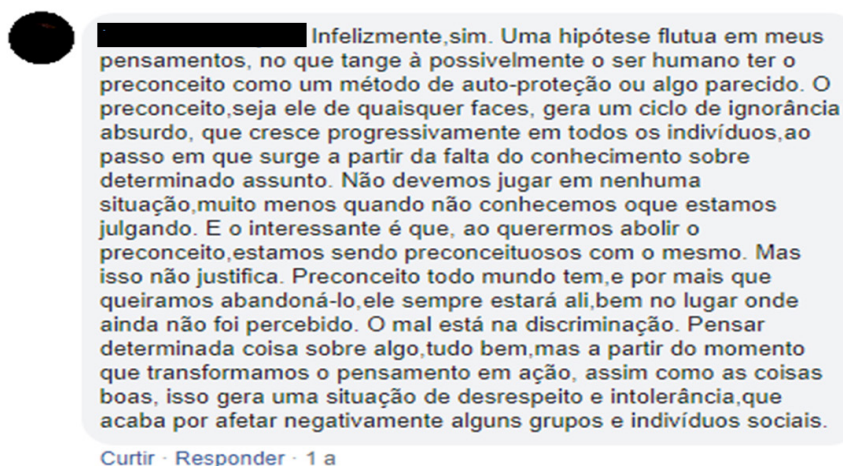 Infelizmente,sim. Uma hipótese flutua em meus
pensamentos, no que tange à possivelmente o ser humano ter o
preconceito como um método de auto-proteção ou algo parecido. O
preconceito,seja ele de quaisquer faces, gera um ciclo de ignorância
absurdo, que cresce progressivamente em todos os indivíduos,ao
passo em que surge a partir da falta do conhecimento sobre
determinado assunto. Não devemos jugar em nenhuma
situação,muito menos quando não conhecemos oque estamos
julgando. E o interessante é que, ao querermos abolir o
preconceito,estamos sendo preconceituosos com o mesmo. Mas
isso não justifica. Preconceito todo mundo tem,e por mais que
queiramos abandoná-lo,ele sempre estará ali,bem no lugar onde
ainda não foi percebido. O mal está na discriminação. Pensar
determinada coisa sobre algo,tudo bem,mas a partir do momento
que transformamos o pensamento em ação, assim como as coisas
boas, isso gera uma situação de desrespeito e intolerância,que
acaba por afetar negativamente alguns grupos e indivíduos sociais.
Curtir · Responder · 1 a